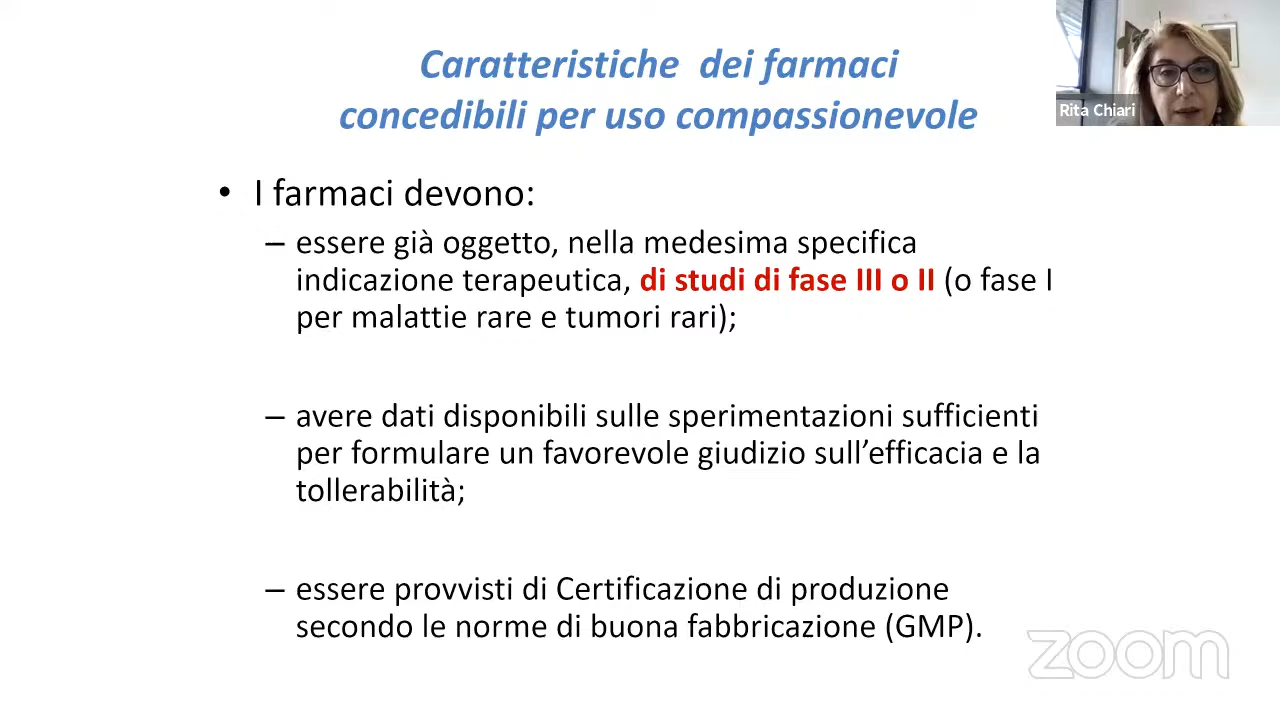 Caratteristiche dei farmaci
concedibili per uso compassionevole
Rita Chiari
• I farmaci devono:
– essere già oggetto, nella medesima specifica
indicazione terapeutica, di studi di fase III o II (o fase I
per malattie rare e tumori rari);
– avere dati disponibili sulle sperimentazioni sufficienti
per formulare un favorevole giudizio sull’efficacia e la
tollerabilità;
– essere provvisti di Certificazione di produzione
secondo le norme di buona fabbricazione (GMP).
zoom